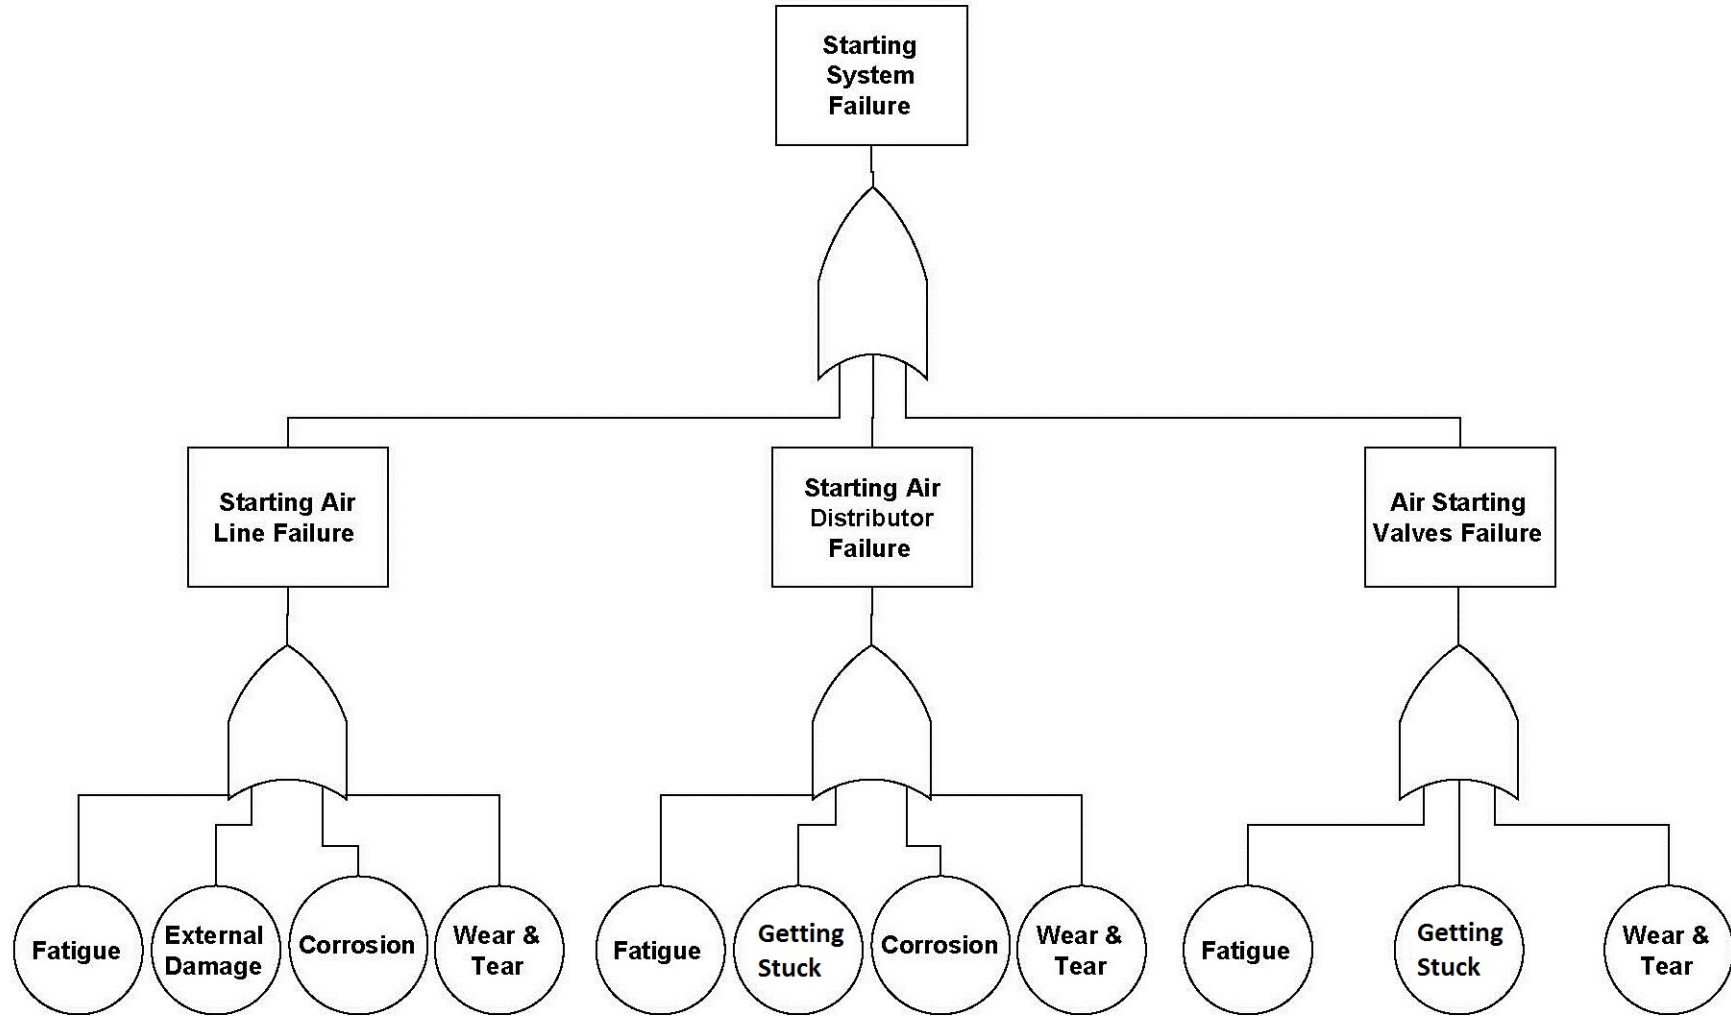 Starting
System
Failure
Starting Air
Line Failure
Starting Air
Distributor
Failure
Air Starting
Valves Failure
Fatigue
External
Damage
Corrosion
Wear &
Tear
Fatigue
Getting
Stuck
Corrosion
Wear &
Tear
Fatigue
Getting
Stuck
Wear &
Tear